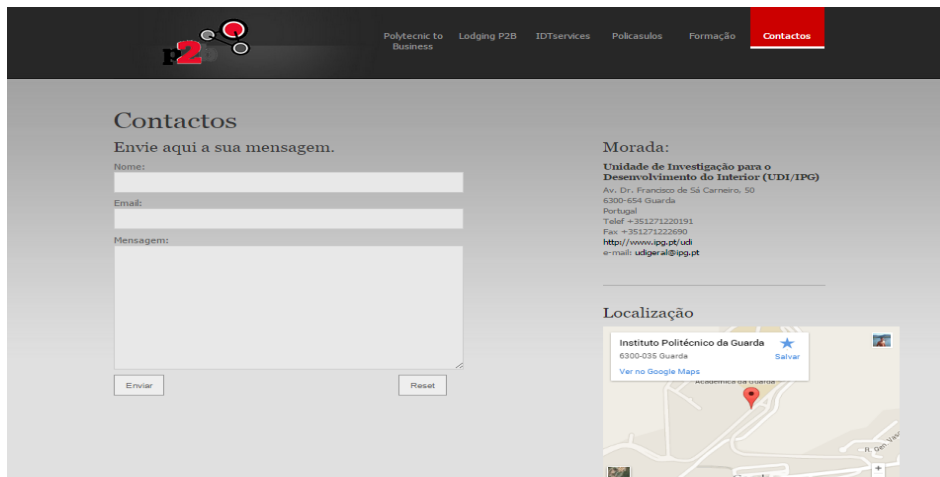 p2
Polytecnic to
Business
Lodging P2B
IDTservices
Policasulos
Formação
Contactos
Contactos
Envie aqui a sua mensagem.
Nome:
Email:
Mensagem:
Enviar
Reset
Morada:
Unidade de Investigação para o
Desenvolvimento do Interior (UDI/IPG)
Av. Dr. Francisco de Sá Carneiro, 50
6300-654 Guarda
Portugal
Telef +351271220191
Fax +351271222690
http://www.ipg.pt/udi
e-mail: udigeral@ipg.pt
Localização
Instituto Politécnico da Guarda
6300-035 Guarda
Salvar
Ver no Google Maps
Académica da Guarda
R. Gen.
+